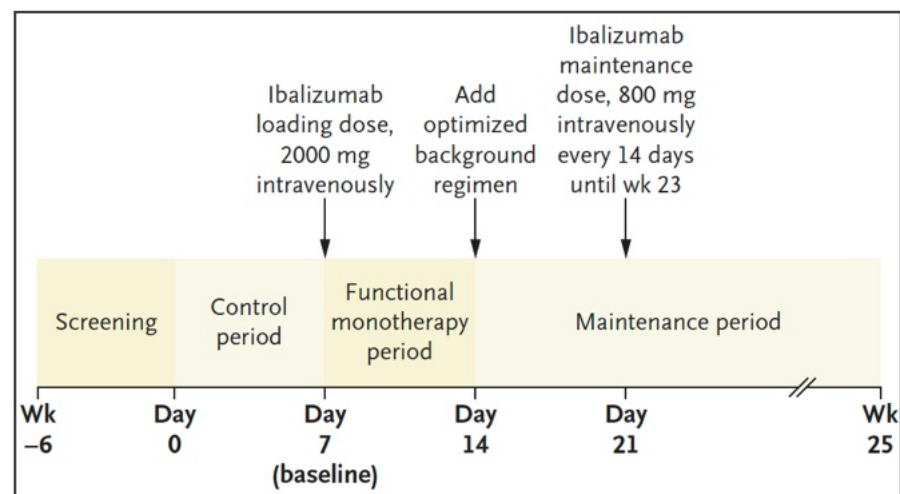 Ibalizumab
loading dose,
2000 mg
intravenously
Add
optimized
background
regimen
Ibalizumab
maintenance
dose, 800 mg
intravenously
every 14 days
until wk 23
Screening
Control
period
Functional
monotherapy
period
Maintenance period
Wk
–6
Day
0
Day
7
(baseline)
Day
14
Day
21
Wk
25